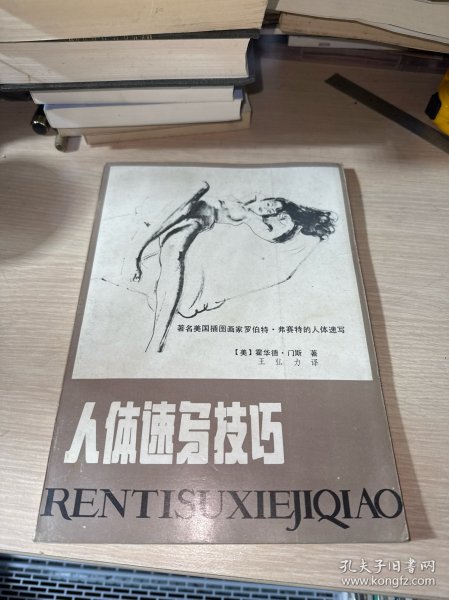 著名美国插图画家罗伯特·弗赛特的人体速写
【美】霍华德·门斯 著
王弘力 译
人体速写技巧
RENTISUXIEJIQIAO
孔夫子旧书网
www.kongfz.com